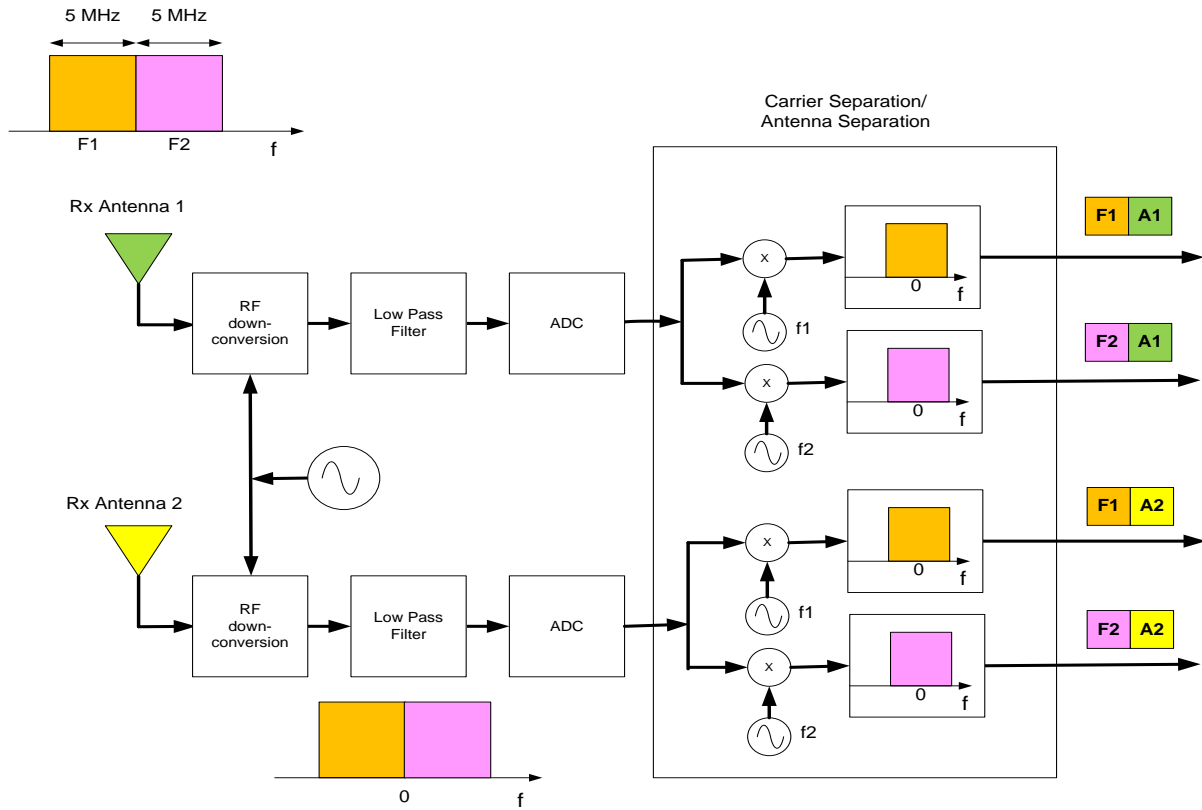 5 MHz 5 MHz
F1 F2 f
Carrier Separation/
Antenna Separation
Rx Antenna 1
RF
down-
conversion
Low Pass
Filter
ADC
x
f1
0
f
F1 A1
x
f2
0
f
F2 A1
Rx Antenna 2
RF
down-
conversion
Low Pass
Filter
ADC
x
f1
0
f
F1 A2
x
f2
0
f
F2 A2
0 f